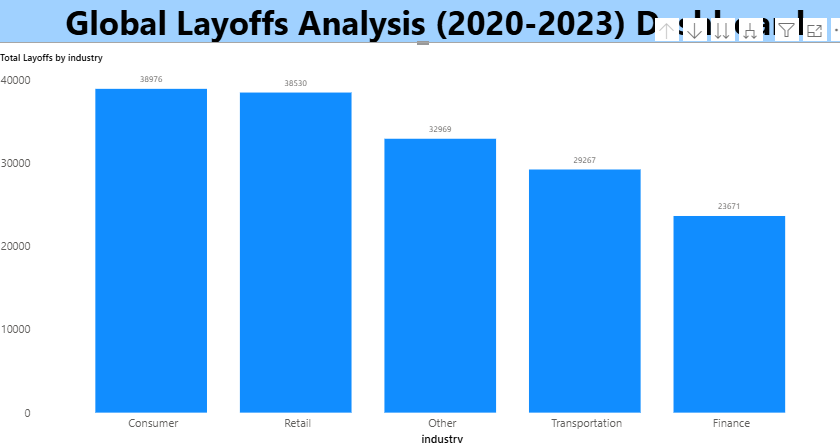 Global Layoffs Analysis (2020-2023) Dashboard
Total Layoffs by industry
40000
30000
20000
10000
0
38976
38530
32969
29267
23671
Consumer
Retail
Other
Transportation
Finance
industry